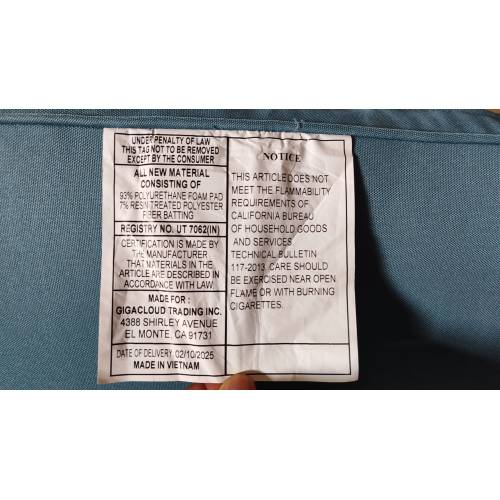 UNDER PENALTY OF LAW
THIS TAG NOT TO BE REMOVED
EXCEPT BY THE CONSUMER
ALL NEW MATERIAL
CONSISTING OF
93% POLYURETHANE FOAM PAD
7% RESIN TREATED POLYESTER
FIBER BATTING
REGISTRY NO. UT 7062(IN)
CERTIFICATION IS MADE BY
THE MANUFACTURER
THAT MATERIALS IN THE
ARTICLE ARE DESCRIBED IN
ACCORDANCE WITH LAW
MADE FOR :
GIGACLOUD TRADING INC.
4388 SHIRLEY AVENUE
EL MONTE, CA 91731
DATE OF DELIVERY 02/10/2025
MADE IN VIETNAM
NOTICE
THIS ARTICLE DOES NOT
MEET THE FLAMMABILITY
REQUIREMENTS OF
CALIFORNIA BUREAU
OF HOUSEHOLD GOODS
AND SERVICES.
TECHNICAL BULLETIN
117-2013. CARE SHOULD
BE EXERCISED NEAR OPEN
FLAME OR WITH BURNING
CIGARETTES.